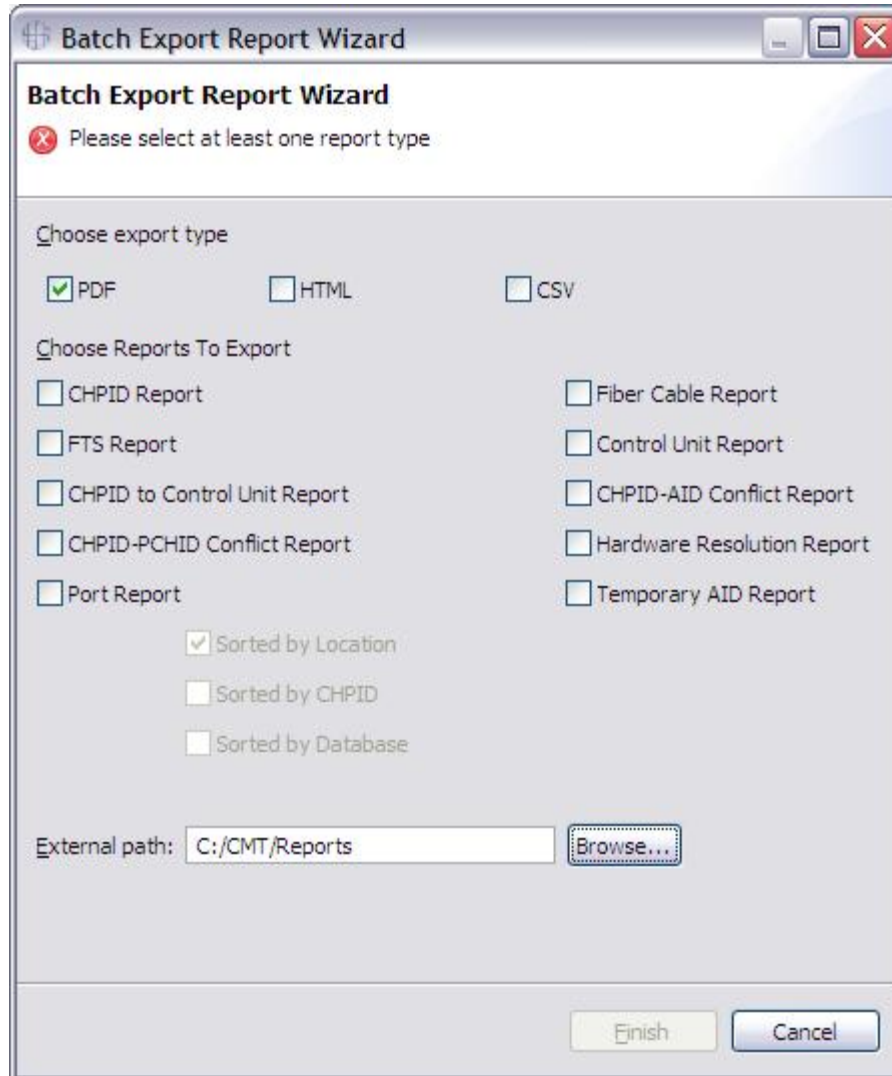 Batch Export Report Wizard
Batch Export Report Wizard
Please select at least one report type
Choose export type
PDF HTML CSV
Choose Reports To Export
CHPID Report Fiber Cable Report
FTS Report Control Unit Report
CHPID to Control Unit Report CHPID-AID Conflict Report
CHPID-PCHID Conflict Report Hardware Resolution Report
Port Report Temporary AID Report
Sorted by Location
Sorted by CHPID
Sorted by Database
External path: C:/CMT/Reports Browse...
Finish Cancel